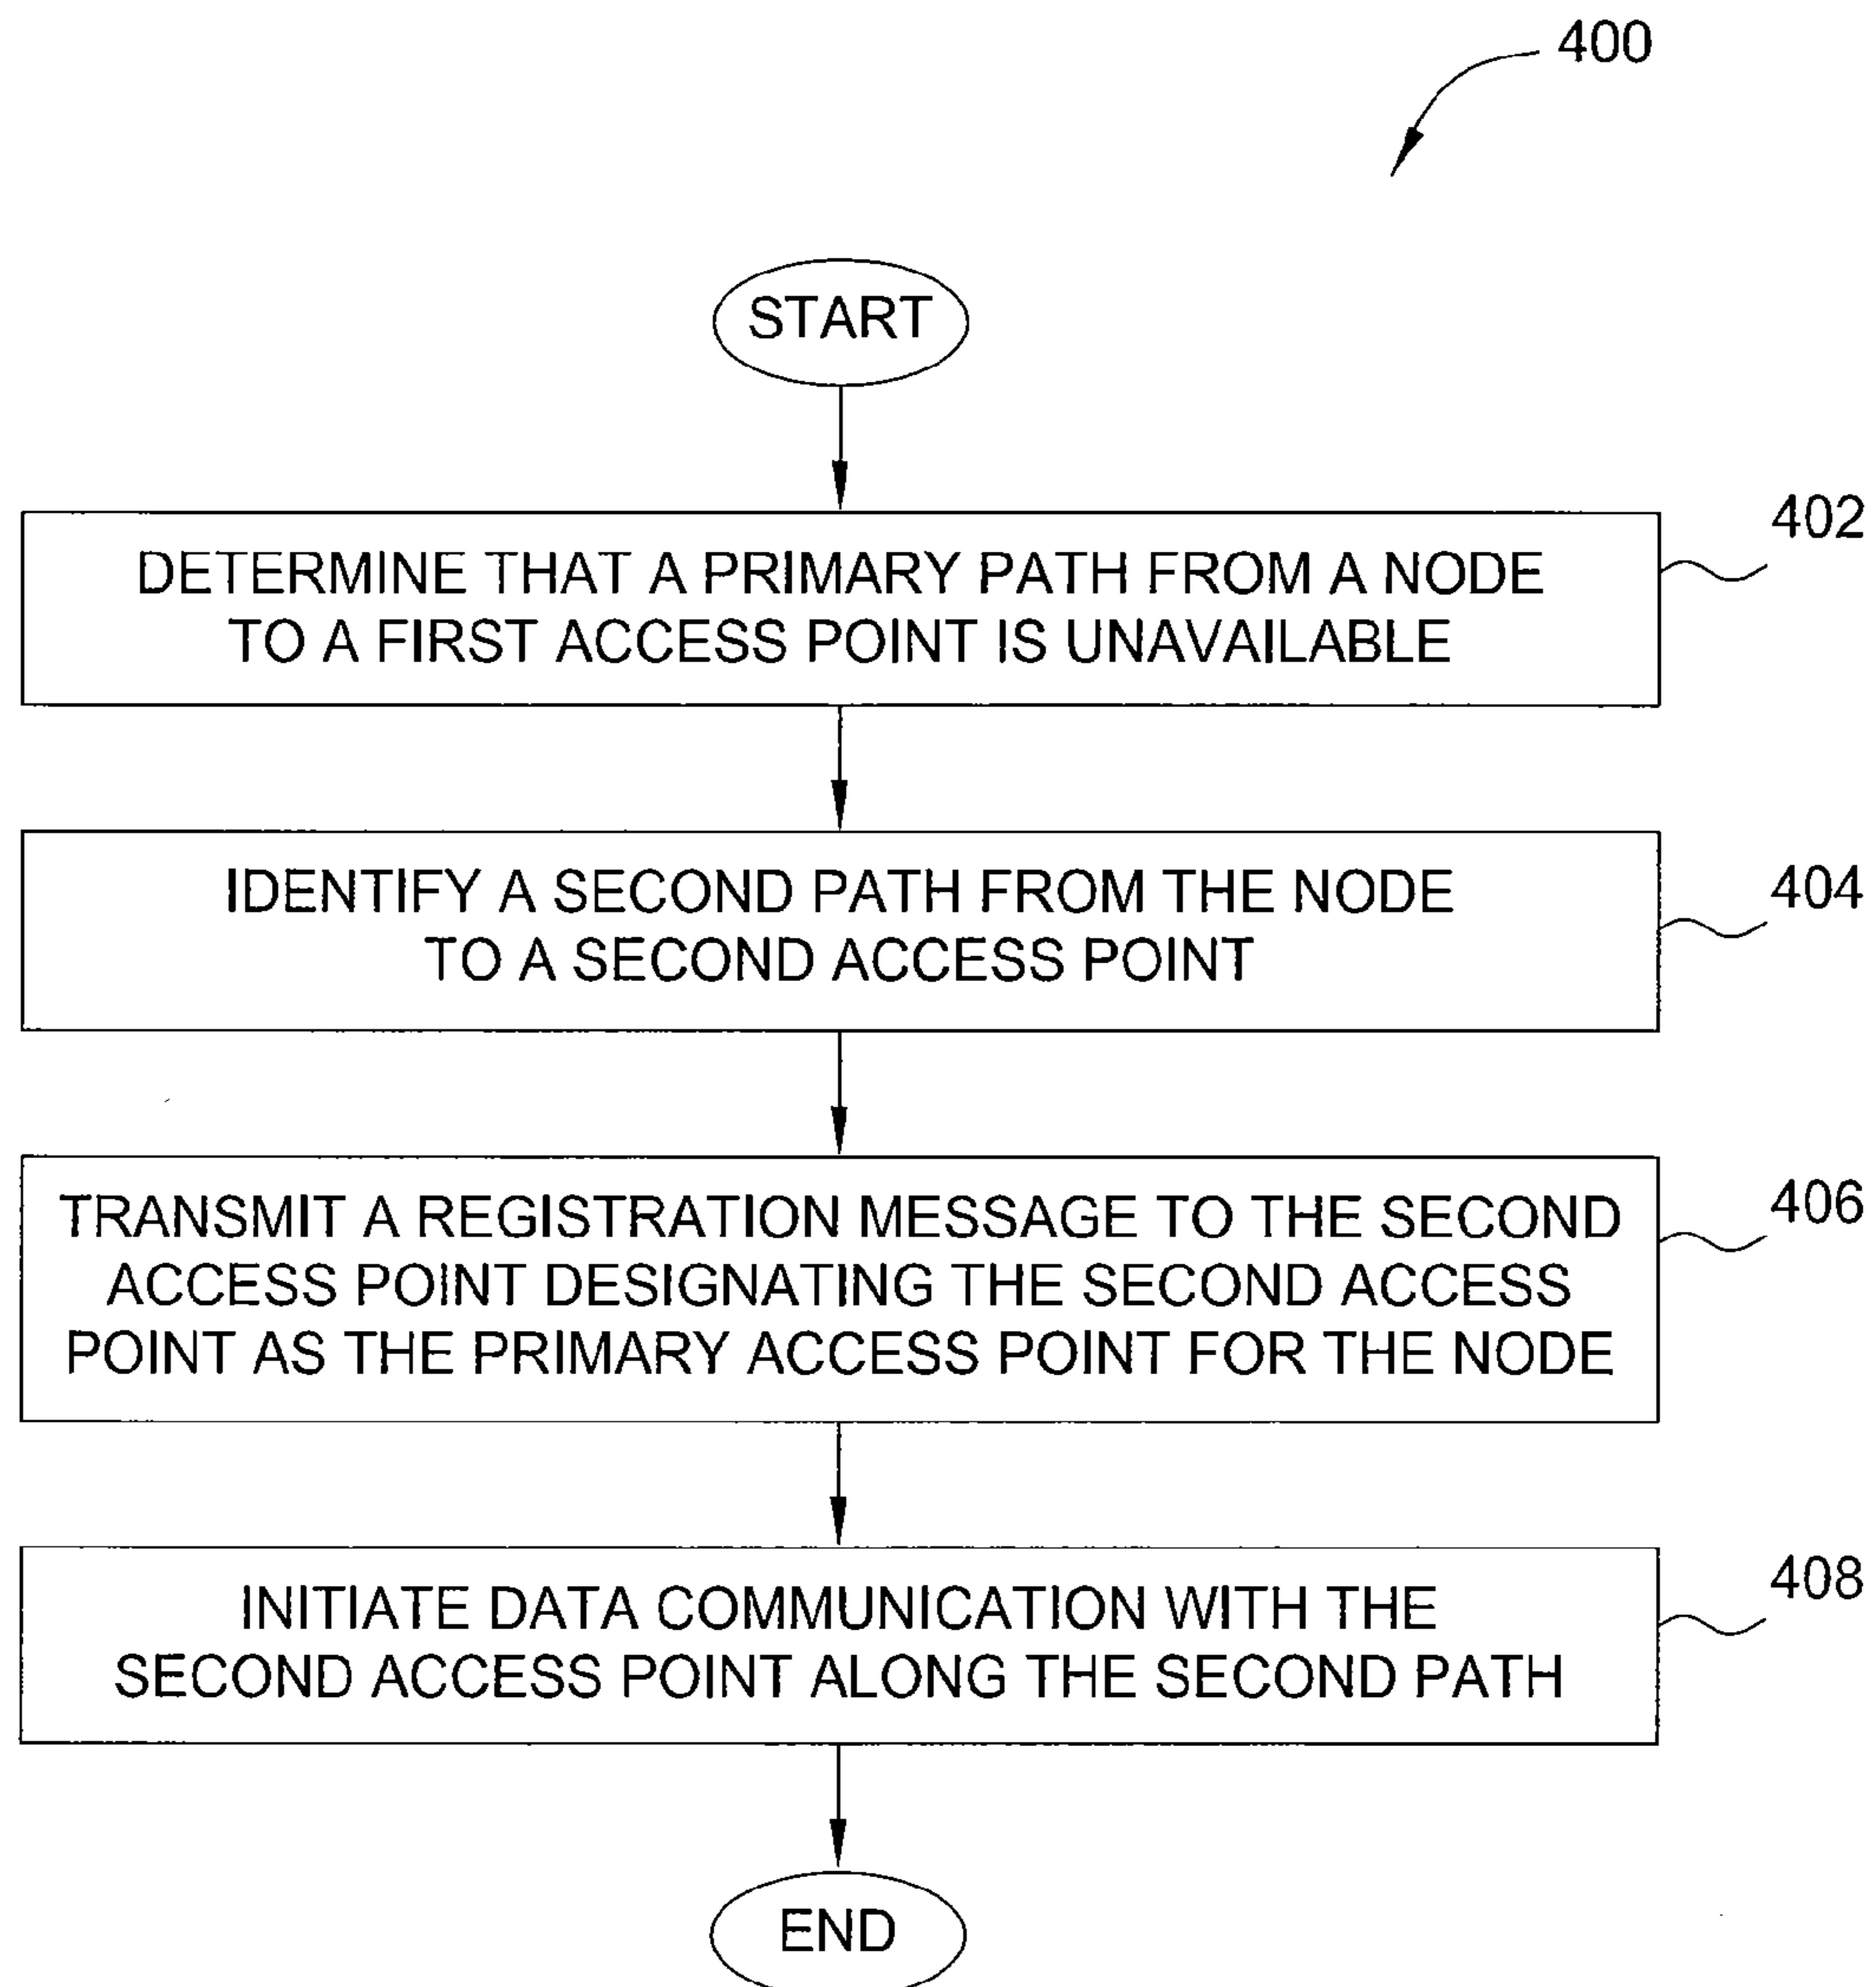 400
START
402
DETERMINE THAT A PRIMARY PATH FROM A NODE
TO A FIRST ACCESS POINT IS UNAVAILABLE
404
IDENTIFY A SECOND PATH FROM THE NODE
TO A SECOND ACCESS POINT
406
TRANSMIT A REGISTRATION MESSAGE TO THE SECOND
ACCESS POINT DESIGNATING THE SECOND ACCESS
POINT AS THE PRIMARY ACCESS POINT FOR THE NODE
408
INITIATE DATA COMMUNICATION WITH THE
SECOND ACCESS POINT ALONG THE SECOND PATH
END